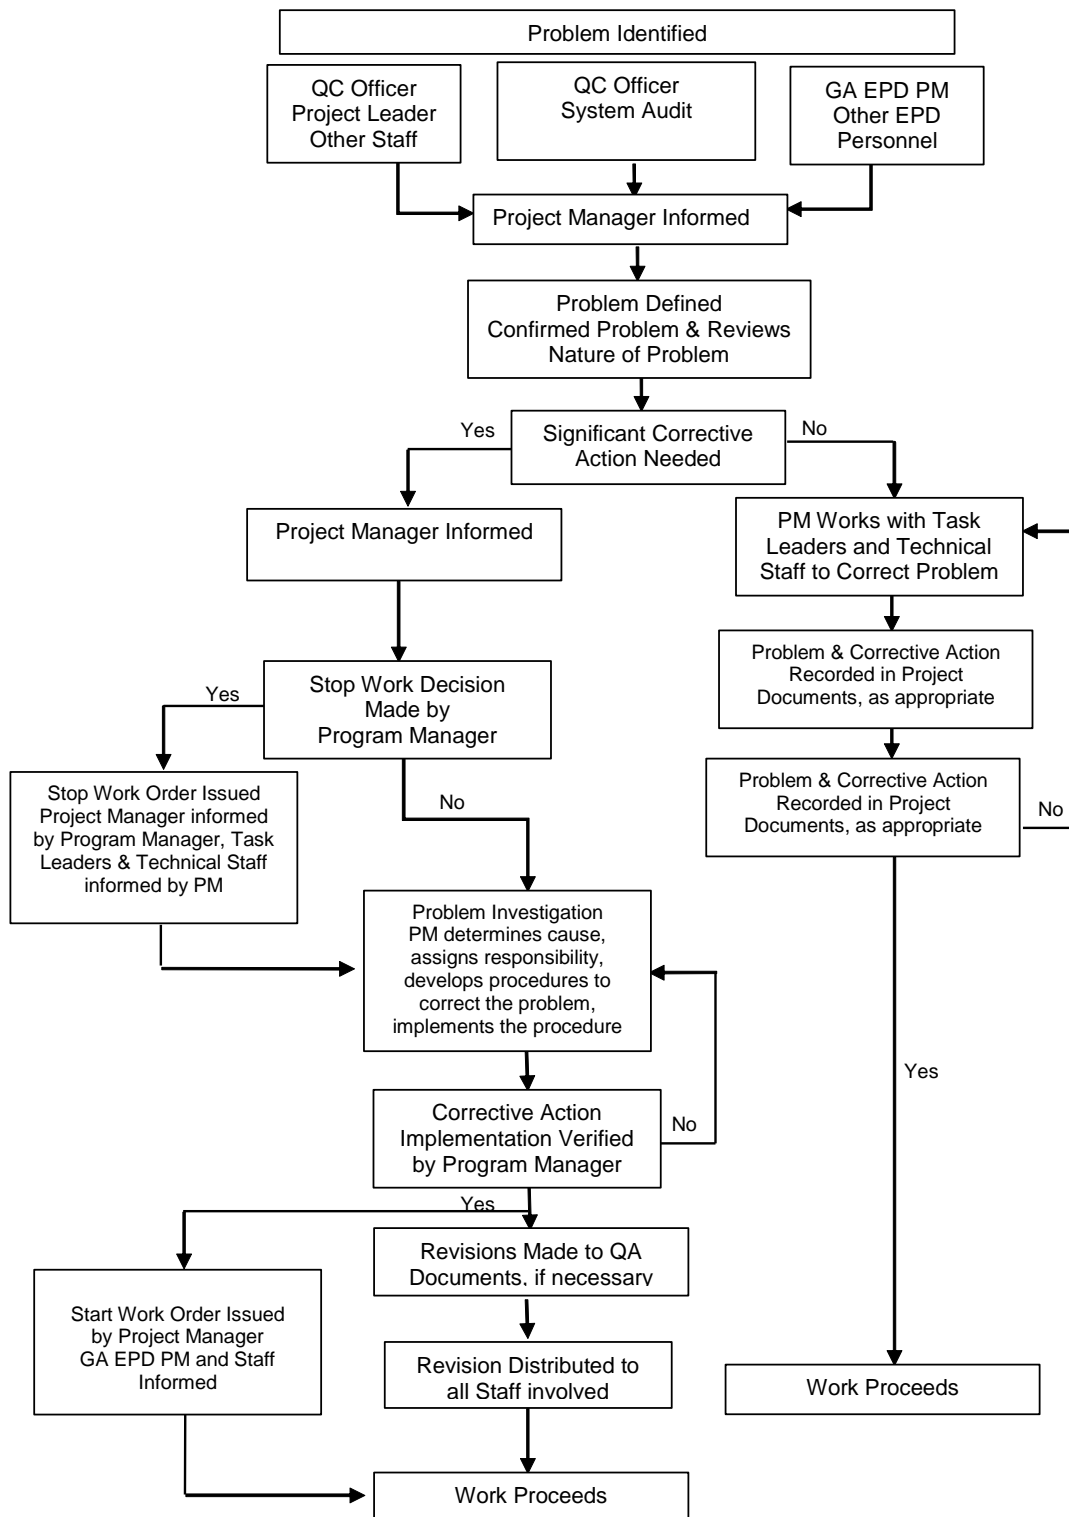 Problem Identified
QC Officer
Project Leader
Other Staff
QC Officer
System Audit
GA EPD PM
Other EPD
Personnel
Project Manager Informed
Problem Defined
Confirmed Problem & Reviews
Nature of Problem
Yes
Significant Corrective
Action Needed
No
Project Manager Informed
PM Works with Task
Leaders and Technical
Staff to Correct Problem
Problem & Corrective Action
Recorded in Project
Documents, as appropriate
Yes
Stop Work Decision
Made by
Program Manager
Stop Work Order Issued
Project Manager informed
by Program Manager, Task
Leaders & Technical Staff
informed by PM
No
Problem & Corrective Action
Recorded in Project
Documents, as appropriate
No
Problem Investigation
PM determines cause,
assigns responsibility,
develops procedures to
correct the problem,
implements the procedure
Yes
Corrective Action
Implementation Verified
by Program Manager
No
Yes
Revisions Made to QA
Documents, if necessary
Start Work Order Issued
by Project Manager
GA EPD PM and Staff
Informed
Revision Distributed to
all Staff involved
Work Proceeds
Work Proceeds